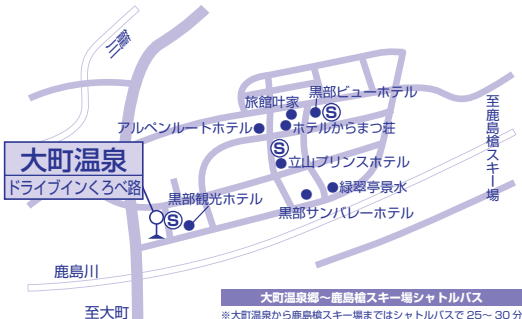 籠川
旅館叶家
黒部ビューホテル
S
アルペンルートホテル
ホテルからまつ荘
S
立山プリンスホテル
至鹿島槍スキー場
大町温泉
ドライブインくろべ路
緑翠亭景水
黒部観光ホテル
S
黒部サンバレーホテル
鹿島川
至大町
大町温泉郷〜鹿島槍スキー場シャトルバス
※大町温泉から鹿島槍スキー場まではシャトルバスで25〜30分